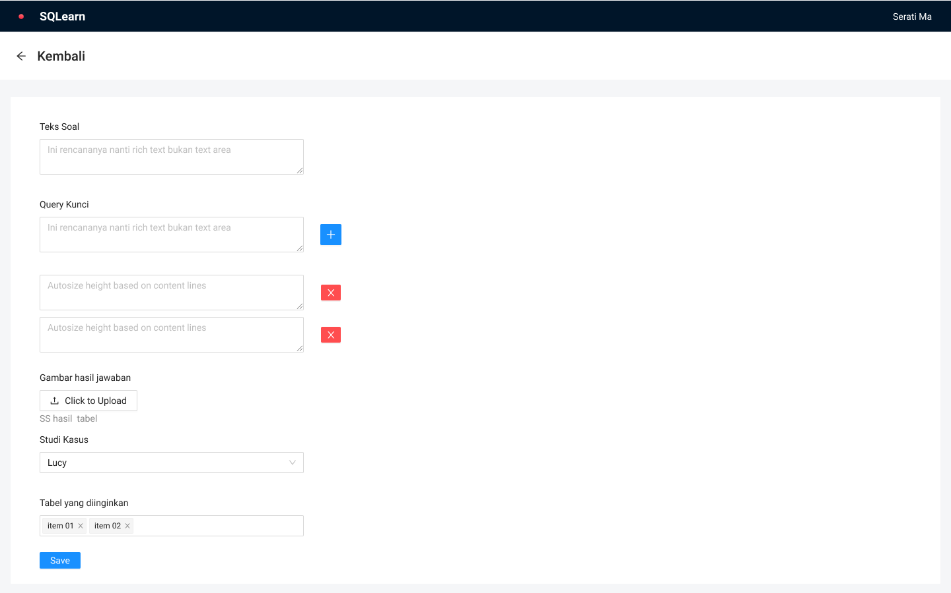 SQLearn
Serati Ma
Kembali
Teks Soal
Ini rencananya nanti rich text bukan text area
Query Kunci
Ini rencananya nanti rich text bukan text area
Autosize height based on content lines
Autosize height based on content lines
Gambar hasil jawaban
Click to Upload
SS hasil tabel
Studi Kasus
Lucy
Tabel yang diinginkan
item 01 item 02
Save